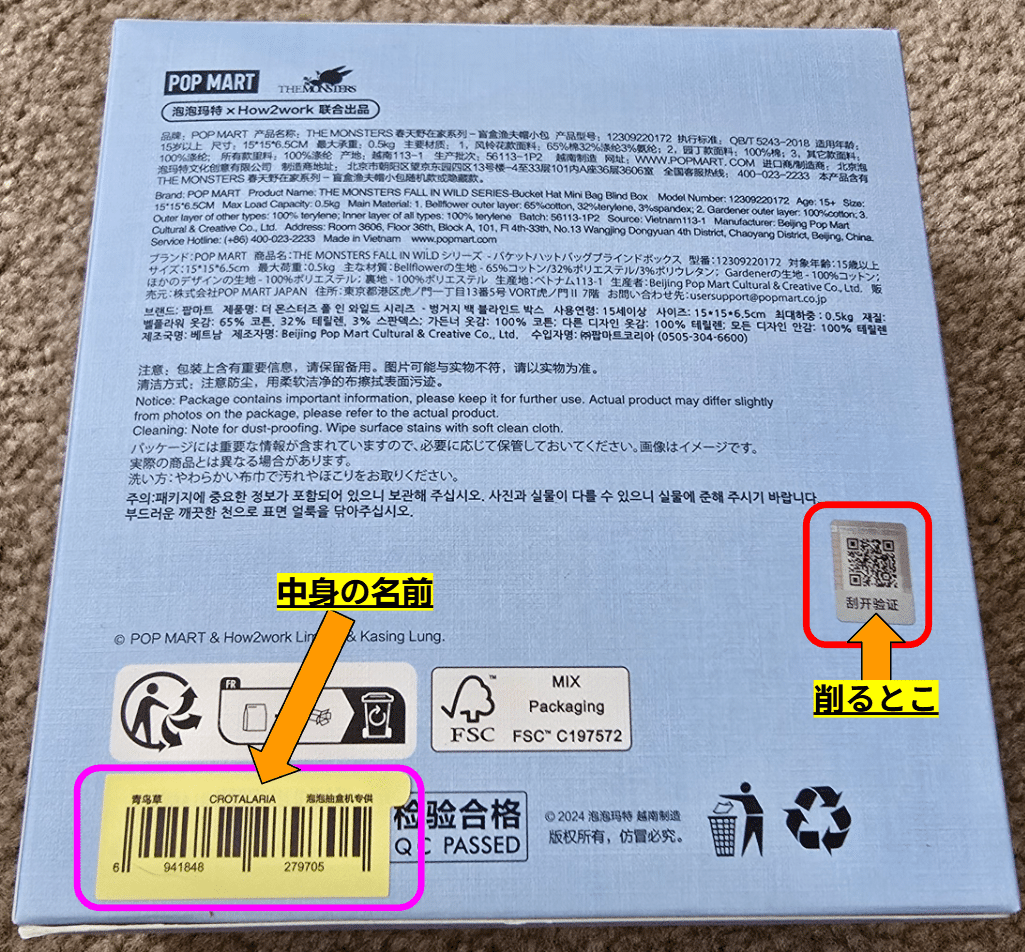 POP MART THE MONSTERS
泡泡玛特×How2work 联合出品
品牌：POP MART 产品名称：THE MONSTERS 春天野在家系列－盲盒渔夫帽小包 产品型号：12309220172 执行标准：QB/T 5243-2018 适用年龄：
15岁以上 尺寸：15*15*6.5CM 最大承重：0.5kg 主要材质：1，风铃花款面料：65%棉32%涤纶3%氨纶；2，园丁款面料：100%棉；3，其它款面料：
100%涤纶； 所有款里料：100%涤纶 产地：越南113-1 生产批次：56113-1P2 越南制造 网址：WWW.POPMART.COM 进口商/制造商：北京泡
泡玛特文化创意有限公司 制造商地址：北京市朝阳区望京东园四区13号楼-4至33层101内A座36层3606室 全国客服热线：400-023-2233 本产品含有
THE MONSTERS 春天野在家系列－盲盒渔夫帽小包随机款或隐藏款。
Brand: POP MART Product Name: THE MONSTERS FALL IN WILD SERIES-Bucket Hat Mini Bag Blind Box Model Number: 12309220172 Age: 15+ Size:
15*15*6.5CM Max Load Capacity: 0.5kg Main Material: 1. Bellflower outer layer: 65%cotton, 32%terylene, 3%spandex; 2. Gardener outer layer: 100%cotton; 3.
Outer layer of other types: 100% terylene; Inner layer of all types: 100% terylene Batch: 56113-1P2 Source: Vietnam113-1 Manufacturer: Beijing Pop Mart
Cultural & Creative Co., Ltd. Address: Room 3606, Floor 36th, Block A, 101, Fl 4th-33th, No.13 Wangjing Dongyuan 4th District, Chaoyang District, Beijing, China.
Service Hotline: (+86) 400-023-2233 Made in Vietnam www.popmart.com
ブランド：POP MART 商品名：THE MONSTERS FALL IN WILD シリーズ - バケットハットバッグブラインドボックス 型番：12309220172 対象年齢：15歳以上
サイズ：15*15*6.5cm 最大荷重：0.5kg 主な材質：Bellflowerの生地 - 65%コットン/32%ポリエステル/3%ポリウレタン； Gardenerの生地 - 100%コットン；
ほかのデザインの生地 - 100%ポリエステル；裏地 - 100%ポリエステル 生産地：ベトナム113-1 生産者：Beijing Pop Mart Cultural & Creative Co., Ltd. 販
売元：株式会社POP MART JAPAN 住所：東京都港区虎ノ門一丁目13番5号 VORT虎ノ門II 7階 お問い合わせ先：usersupport@popmart.co.jp
브랜드: 팝마트 제품명: 더 몬스터즈 폴 인 와일드 시리즈 - 벙거지 백 블라인드 박스 사용연령: 15세이상 사이즈: 15*15*6.5cm 최대하중 : 0.5kg 재질:
벨플라워 옷감: 65% 코튼, 32% 테릴렌, 3% 스판덱스; 가든너 옷감: 100% 코튼; 다른 디자인 옷감: 100% 테릴렌; 모든 디자인 안감: 100% 테릴렌
제조국명: 베트남 제조자명: Beijing Pop Mart Cultural & Creative Co., Ltd. 수입자명: ㈜팝마트코리아 (0505-304-6600)
注意：包装上含有重要信息，请保留备用。图片可能与实物不符，请以实物为准。
清洁方式：注意防尘，用柔软洁净的布擦拭表面污迹。
Notice: Package contains important information, please keep it for further use. Actual product may differ slightly
from photos on the package, please refer to the actual product.
Cleaning: Note for dust-proofing. Wipe surface stains with soft clean cloth.
パッケージには重要な情報が含まれていますので、必要に応じて保管しておいてください。画像はイメージです。
実際の商品とは異なる場合があります。
洗い方：やわらかい布巾で汚れやほこりをお取りください。
주의:패키지에 중요한 정보가 포함되어 있으니 보관해 주십시오. 사진과 실물이 다를 수 있으니 실물에 준해 주시기 바랍니다.
부드러운 깨끗한 천으로 표면 얼룩을 닦아주십시오.
刮开验证
中身の名前
削るとこ
© POP MART & How2work Lim & Kasing Lung.
FR
FSC
MIX
Packaging
FSC™ C197572
青鸟草 CROTALARIA 泡泡抽盒机专供
6 941848 279705
检验合格
QC PASSED
© 2024 泡泡玛特 越南制造
版权所有，仿冒必究。